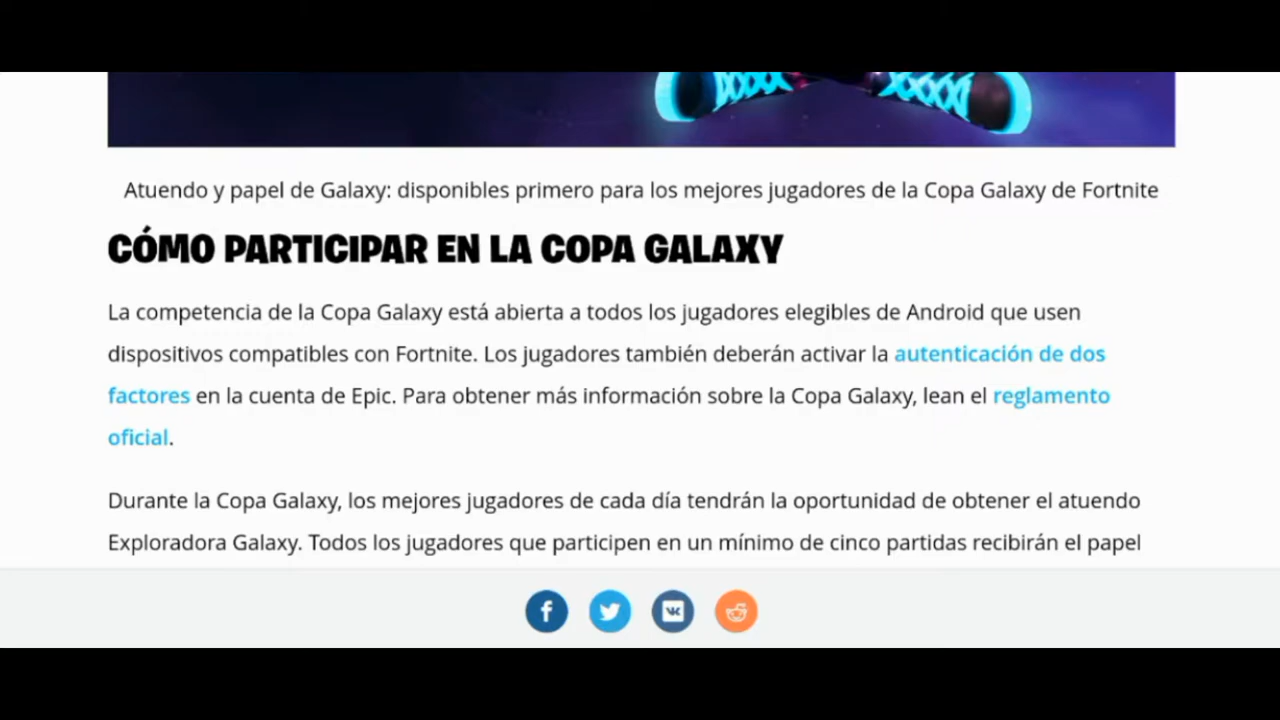 Atuendo y papel de Galaxy: disponibles primero para los mejores jugadores de la Copa Galaxy de Fortnite
CÓMO PARTICIPAR EN LA COPA GALAXY
La competencia de la Copa Galaxy está abierta a todos los jugadores elegibles de Android que usen
dispositivos compatibles con Fortnite. Los jugadores también deberán activar la autenticación de dos
factores en la cuenta de Epic. Para obtener más información sobre la Copa Galaxy, lean el reglamento
oficial.
Durante la Copa Galaxy, los mejores jugadores de cada día tendrán la oportunidad de obtener el atuendo
Exploradora Galaxy. Todos los jugadores que participen en un mínimo de cinco partidas recibirán el papel